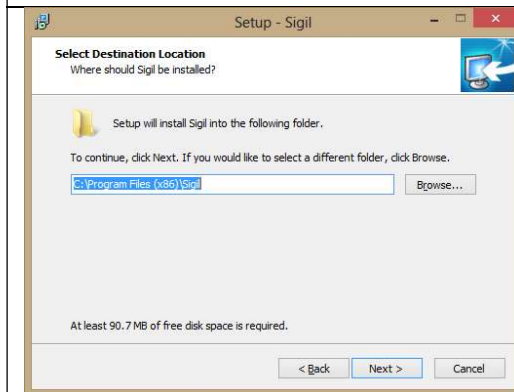 Setup - Sigil
Select Destination Location
Where should Sigil be installed?
Setup will install Sigil into the following folder.
To continue, click Next. If you would like to select a different folder, click Browse.
C:\Program Files (x86)\Sigil
Browse...
At least 90.7 MB of free disk space is required.
< Back
Next >
Cancel